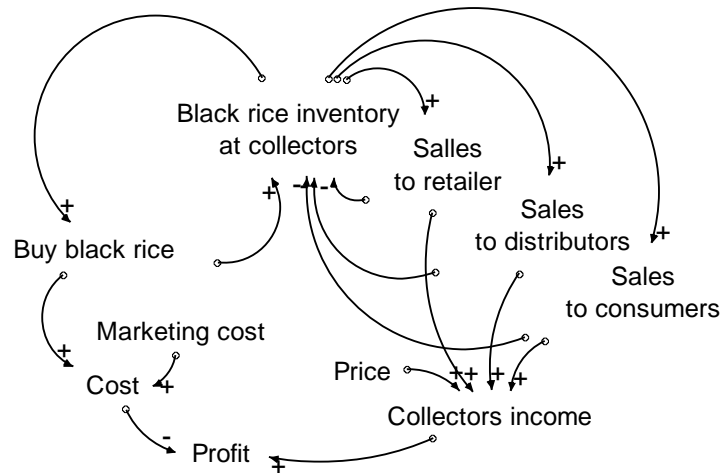 Black rice inventory
at collectors
+
Salles
to retailer
+
Sales
to distributors
+
Sales
to consumers
+
Buy black rice
+
-
-
-
Marketing cost
+
Cost
+
Price
+
+
+
+
Collectors income
-
Profit
+